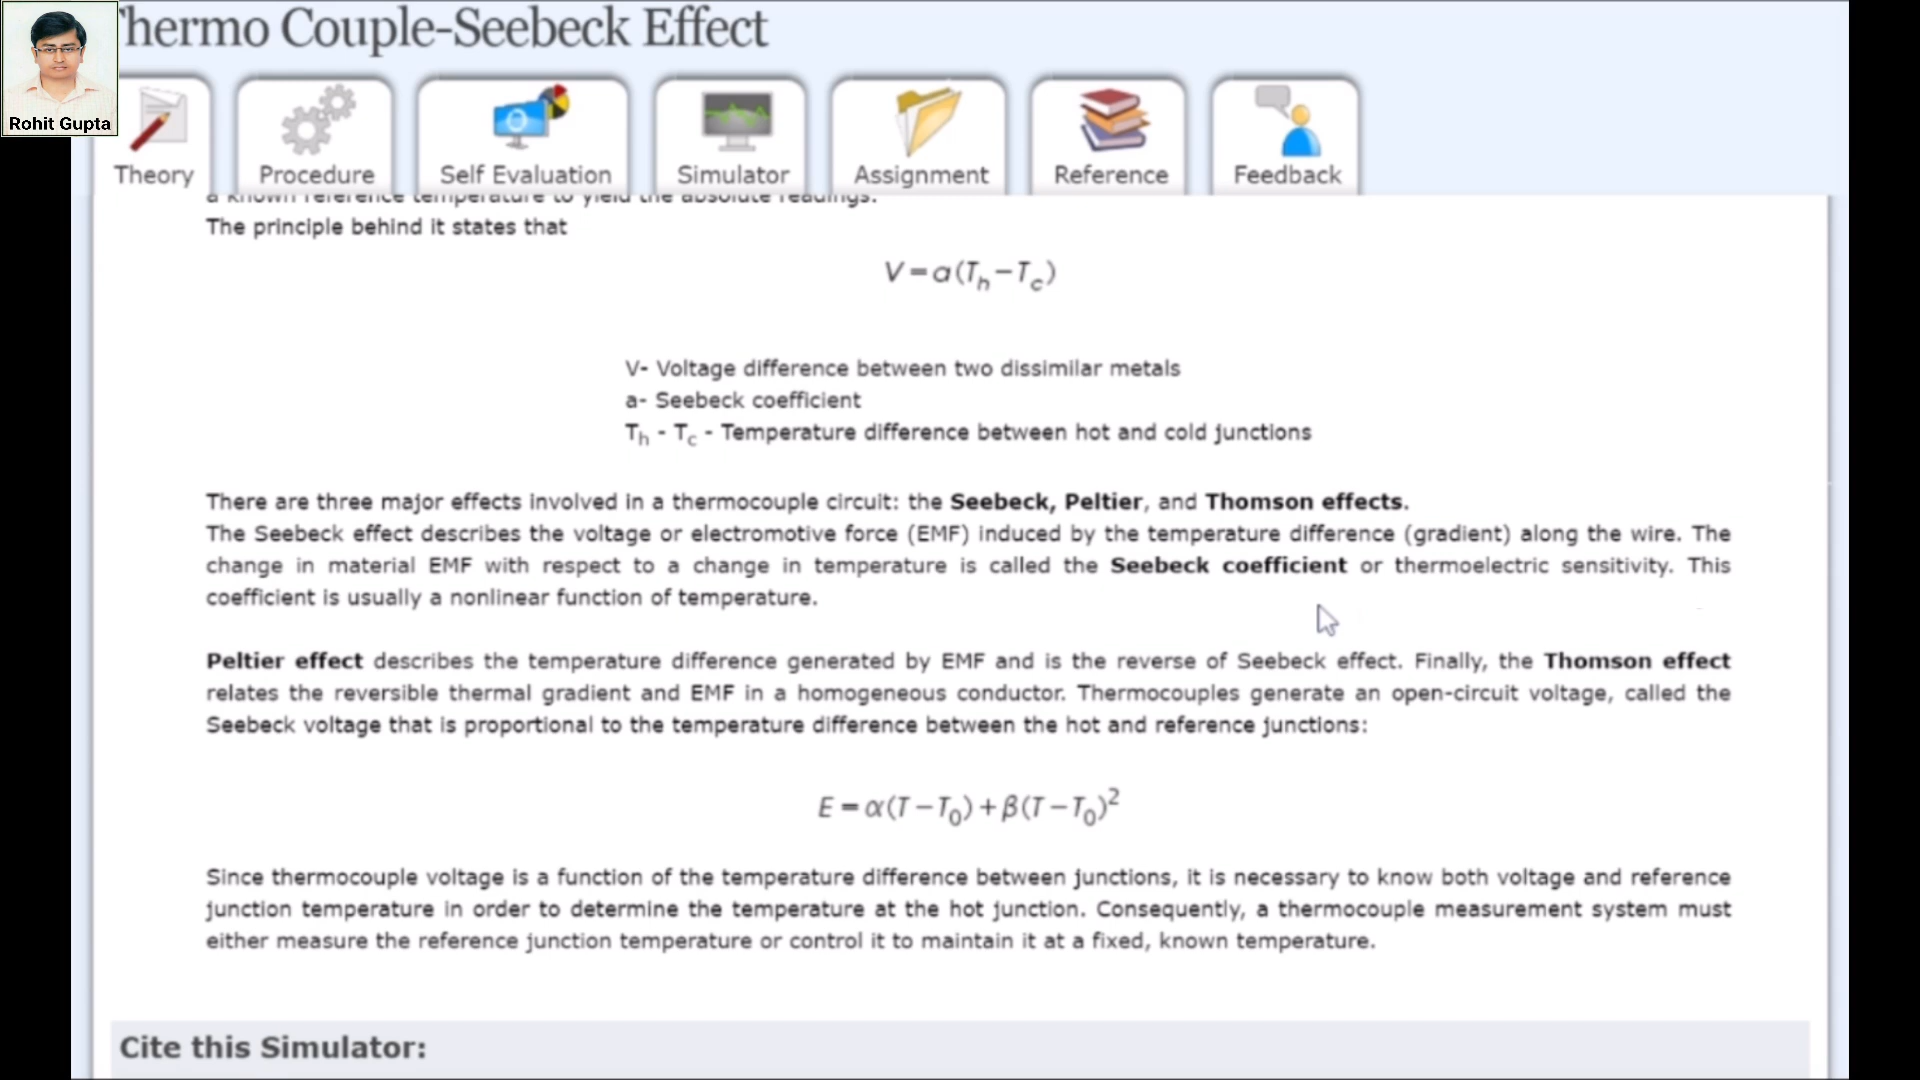 Thermo Couple-Seebeck Effect
Rohit Gupta
Theory Procedure Self Evaluation Simulator Assignment Reference Feedback
a known reference temperature to yield the absolute readings.
The principle behind it states that
V = a(Th − Tc)
V- Voltage difference between two dissimilar metals
a- Seebeck coefficient
Th - Tc - Temperature difference between hot and cold junctions
There are three major effects involved in a thermocouple circuit: the Seebeck, Peltier, and Thomson effects.
The Seebeck effect describes the voltage or electromotive force (EMF) induced by the temperature difference (gradient) along the wire. The
change in material EMF with respect to a change in temperature is called the Seebeck coefficient or thermoelectric sensitivity. This
coefficient is usually a nonlinear function of temperature.
Peltier effect describes the temperature difference generated by EMF and is the reverse of Seebeck effect. Finally, the Thomson effect
relates the reversible thermal gradient and EMF in a homogeneous conductor. Thermocouples generate an open-circuit voltage, called the
Seebeck voltage that is proportional to the temperature difference between the hot and reference junctions:
E = α(T − T0) + β(T − T0)²
Since thermocouple voltage is a function of the temperature difference between junctions, it is necessary to know both voltage and reference
junction temperature in order to determine the temperature at the hot junction. Consequently, a thermocouple measurement system must
either measure the reference junction temperature or control it to maintain it at a fixed, known temperature.
Cite this Simulator: